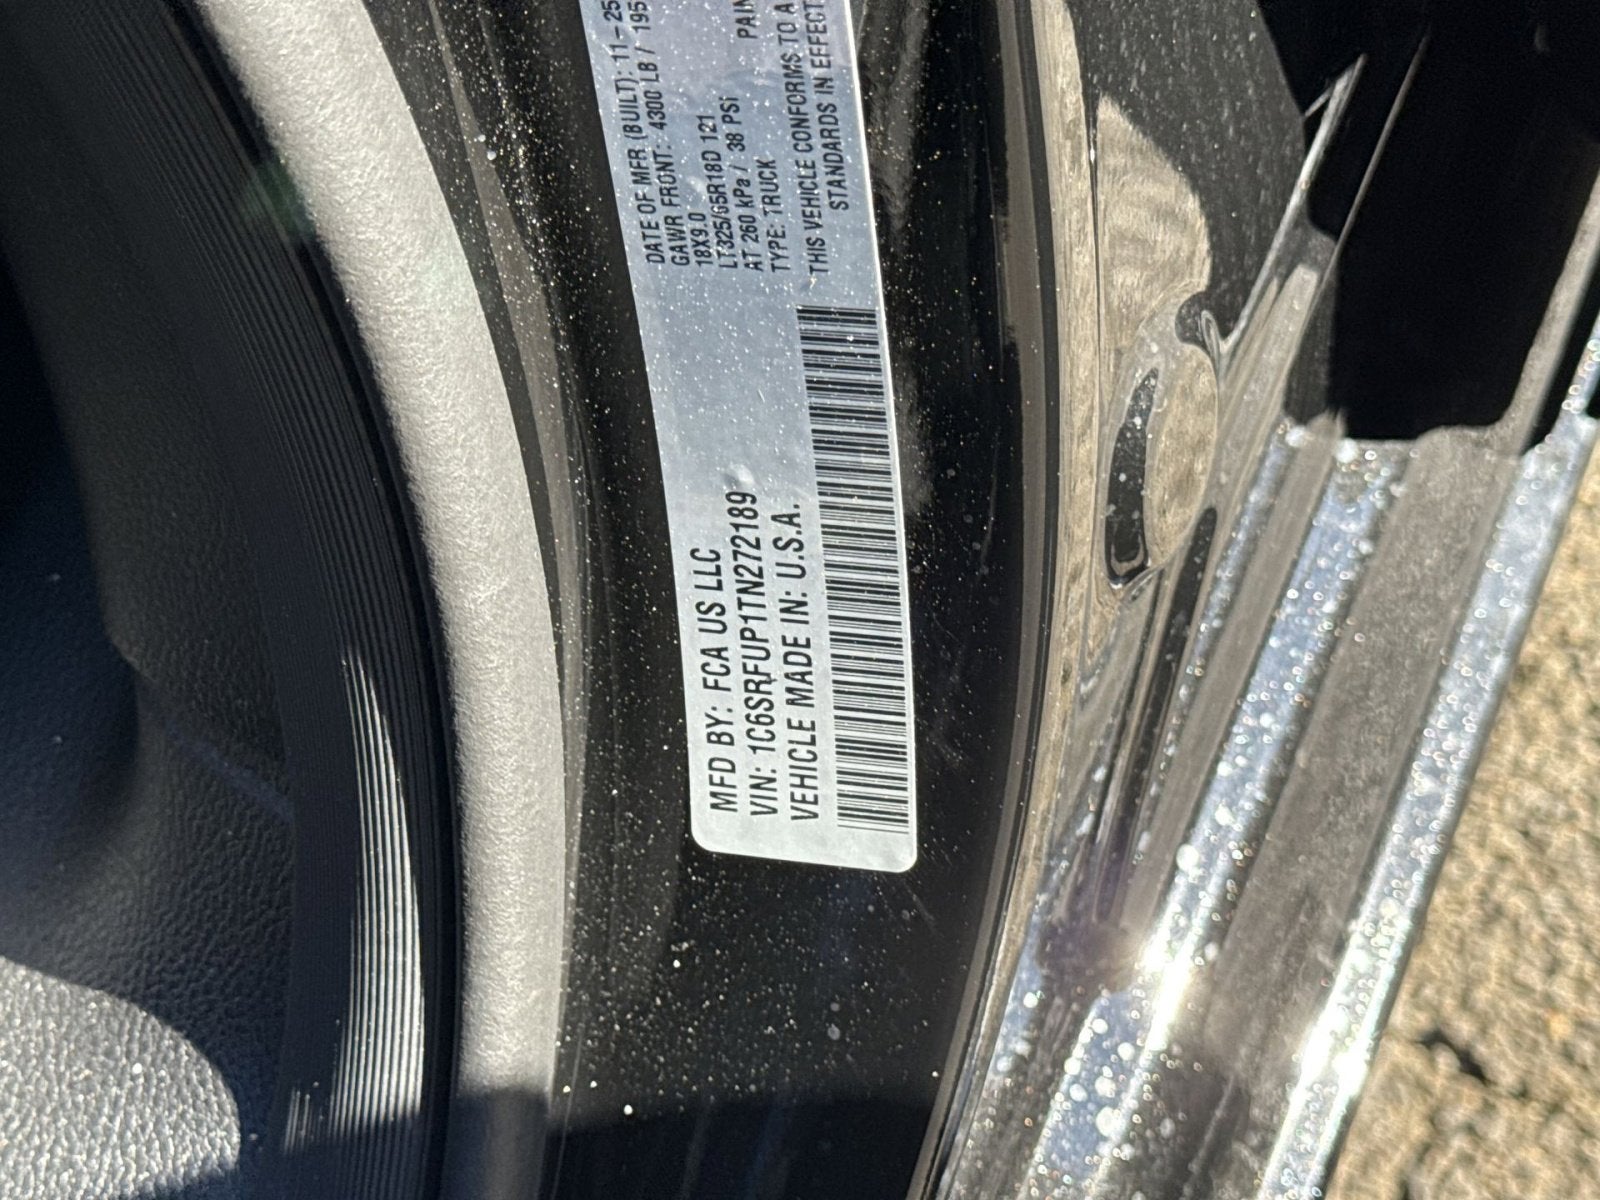 MFD BY: FCA US LLC
VIN: 1C6SRFUP1TN272189
VEHICLE MADE IN: U.S.A.
DATE OF MFR (BUILT): 11-25
GAWR FRONT: 4300 LB / 195
18X9.0
LT325/65R18D 121
AT 260 kPa / 38 PSi
TYPE: TRUCK
PAIN
THIS VEHICLE CONFORMS TO A
STANDARDS IN EFFECT